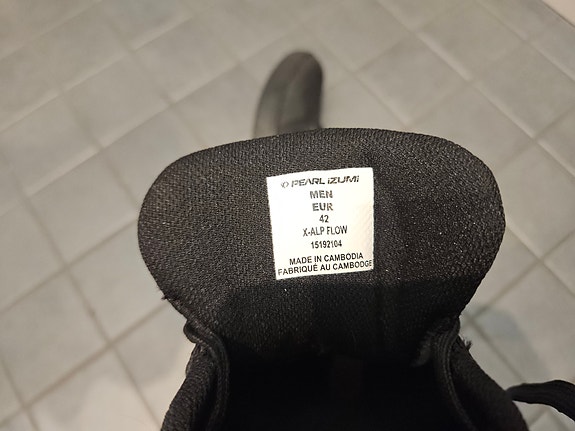 PEARL iZUMi
MEN
EUR
42
X-ALP FLOW
15192104
MADE IN CAMBODIA
FABRIQUÉ AU CAMBODGE